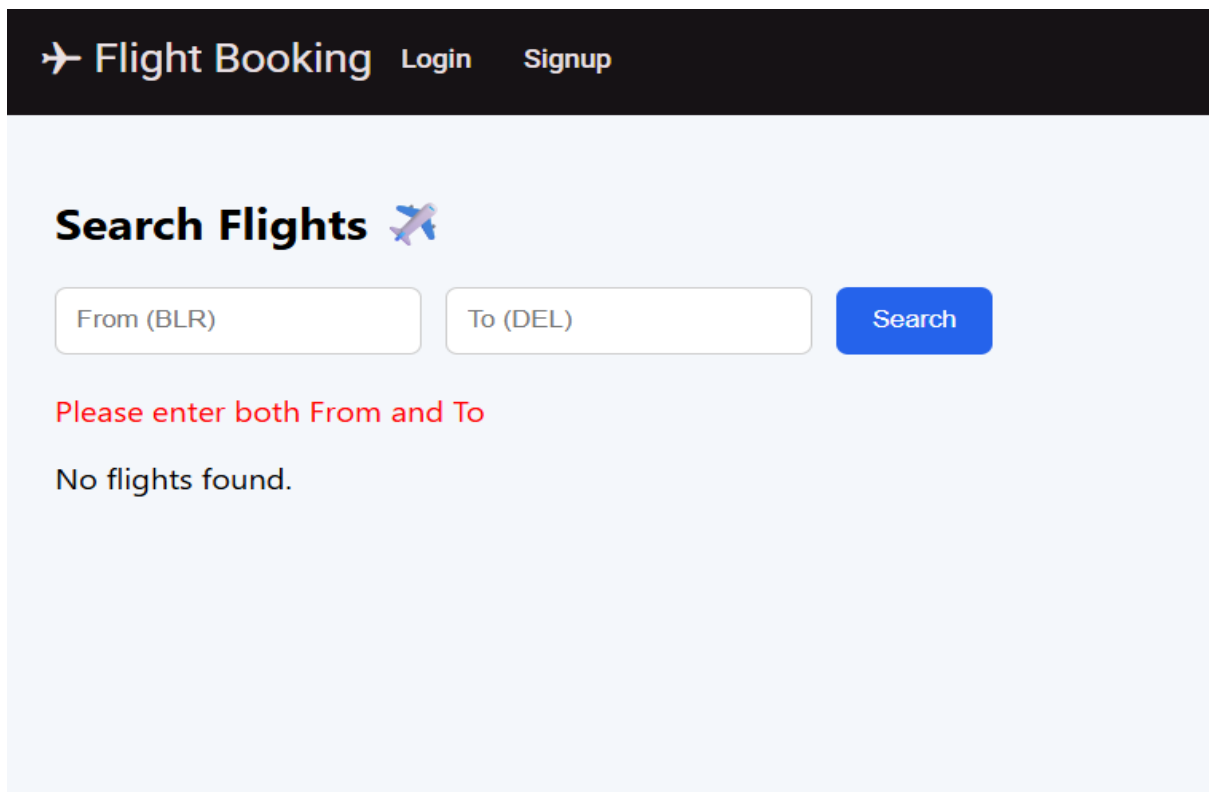 Flight Booking Login Signup
Search Flights
From (BLR) To (DEL) Search
Please enter both From and To
No flights found.